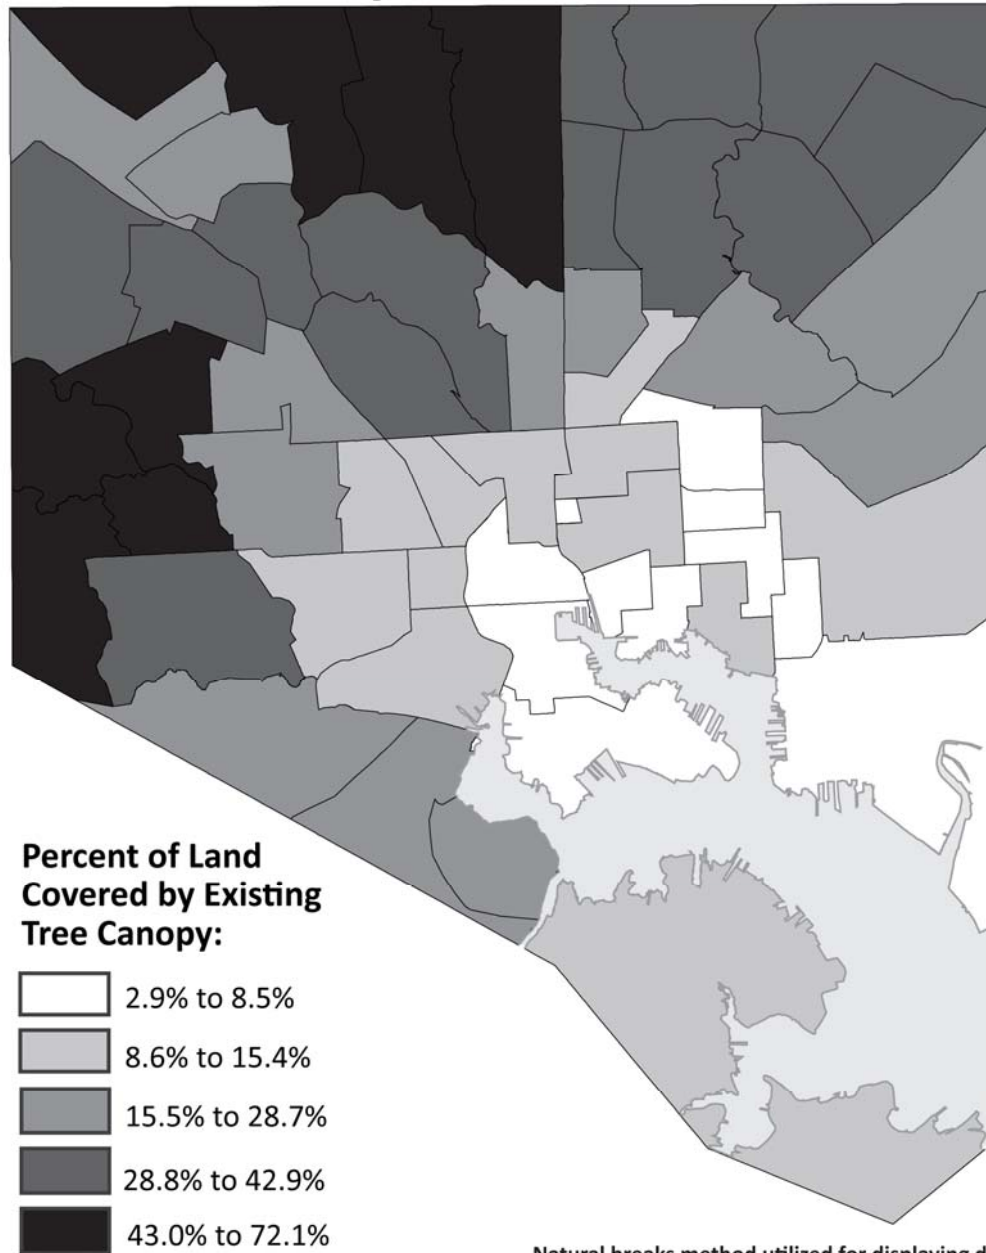 Percent of Land
Covered by Existing
Tree Canopy:
2.9% to 8.5%
8.6% to 15.4%
15.5% to 28.7%
28.8% to 42.9%
43.0% to 72.1%
Natural breaks method utilized for displaying d